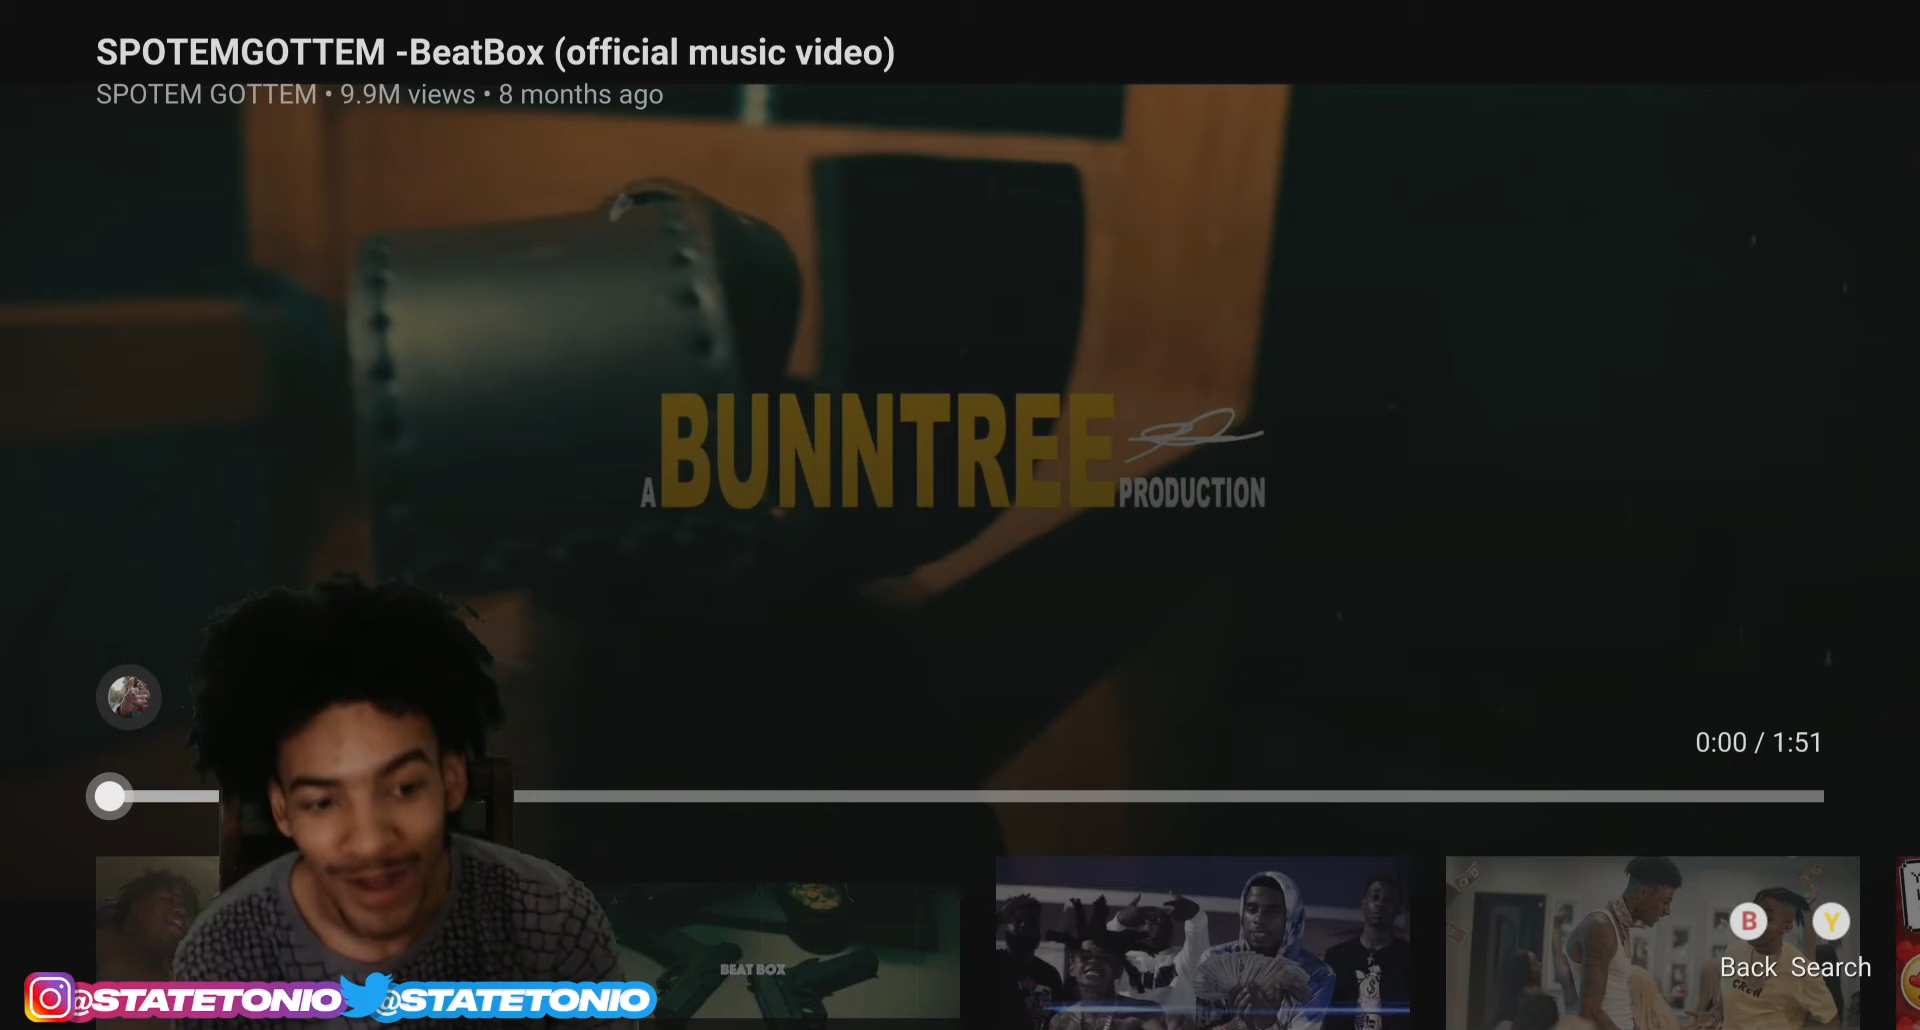 SPOTEMGOTTEM -BeatBox (official music video)
SPOTEM GOTTEM • 9.9M views • 8 months ago
A BUNNTREE PRODUCTION
0:00 / 1:51
BEAT BOX
B Y
Back Search
CREW
@STATETONIO @STATETONIO